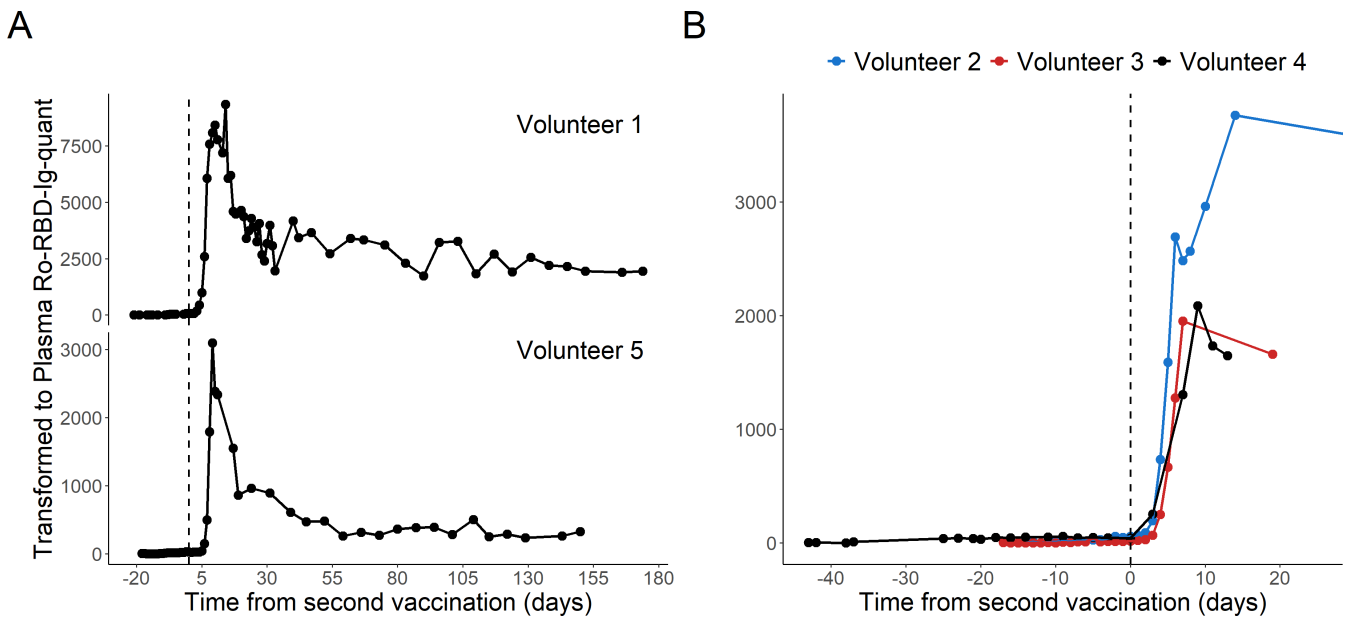 A
B
Volunteer 2
Volunteer 3
Volunteer 4
Transformed to Plasma Ro-RBD-Ig-quant
Volunteer 1
7500
5000
2500
0
Volunteer 5
3000
2000
1000
0
-20 5 30 55 80 105 130 155 180
Time from second vaccination (days)
3000
2000
1000
0
-40 -30 -20 -10 0 10 20
Time from second vaccination (days)